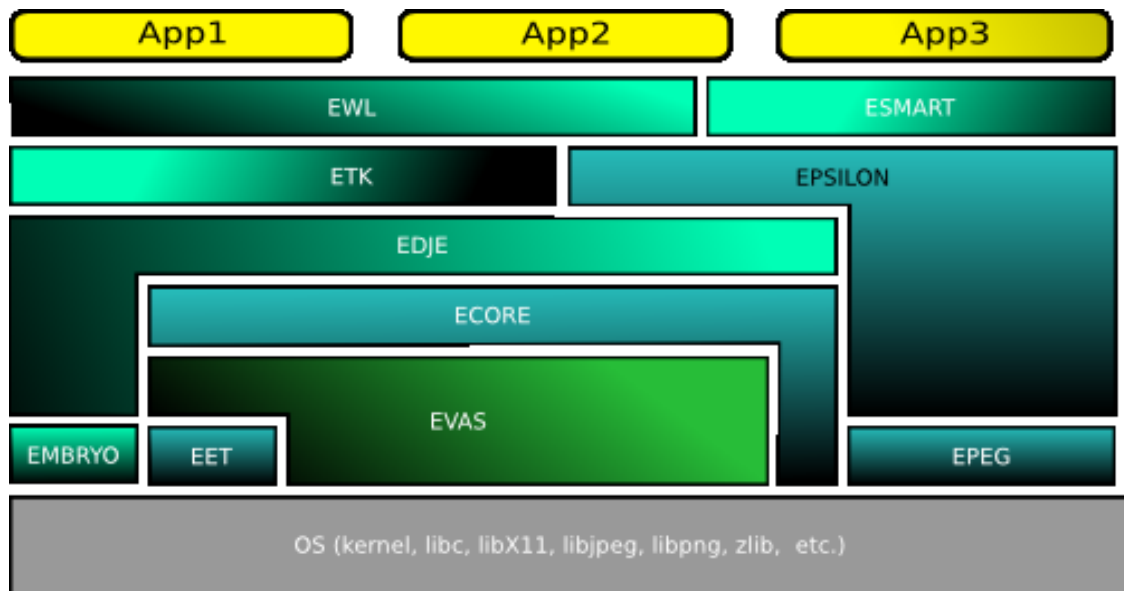 App1 App2 App3
EWL ESMART
ETK EPSILON
EDJE
ECORE
EVAS
EMBRYO EET EPEG
OS (kernel, libc, libX11, libjpeg, libpng, zlib, etc.)